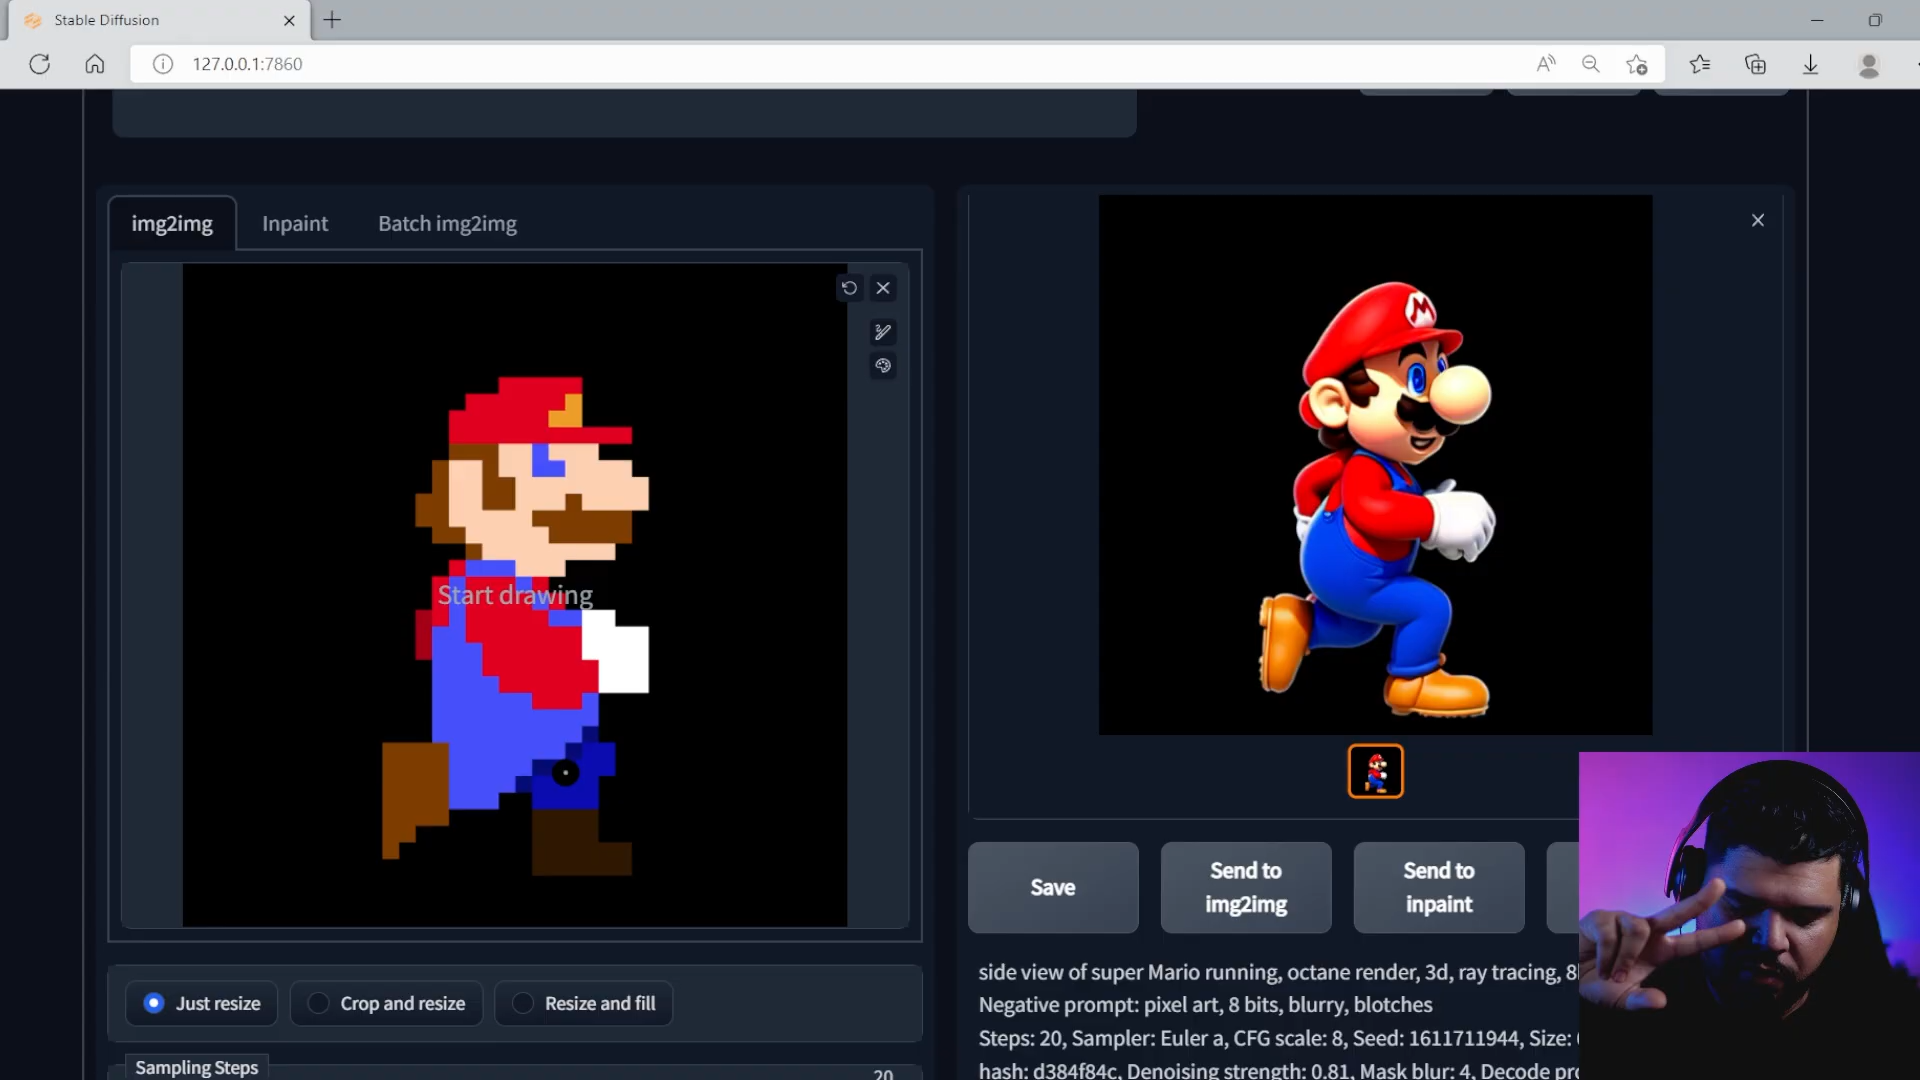 Stable Diffusion
127.0.0.1:7860
img2img
Inpaint
Batch img2img
Start drawing
M
Save
Send to
img2img
Send to
inpaint
side view of super Mario running, octane render, 3d, ray tracing, 8
Negative prompt: pixel art, 8 bits, blurry, blotches
Steps: 20, Sampler: Euler a, CFG scale: 8, Seed: 1611711944, Size:
hash: d384f84c, Denoising strength: 0.81, Mask blur: 4, Decode pro
Just resize
Crop and resize
Resize and fill
Sampling Steps
20